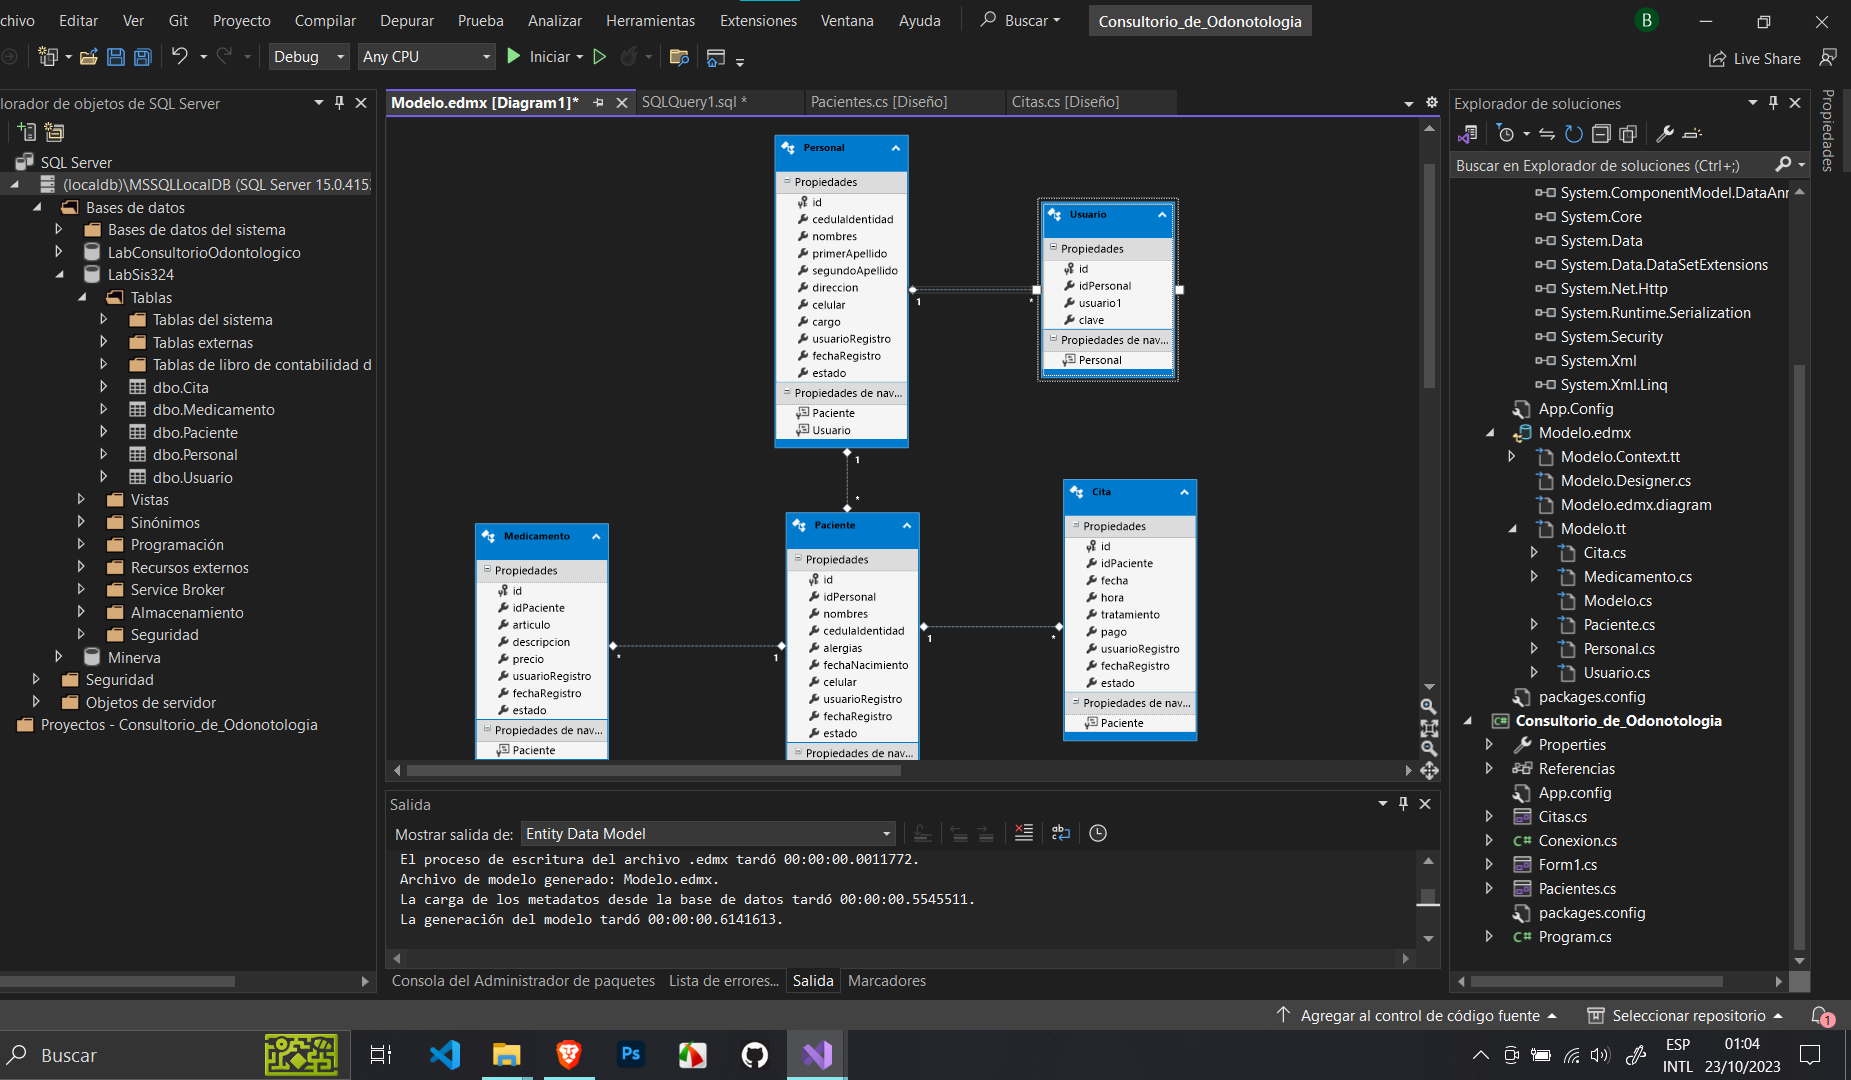 chivo Editar Ver Git Proyecto Compilar Depurar Prueba Analizar Herramientas Extensiones Ventana Ayuda Buscar Consultorio_de_Odonotologia B
Debug Any CPU Iniciar Live Share
lorador de objetos de SQL Server
SQL Server
(localdb)\MSSQLLocalDB (SQL Server 15.0.415
Bases de datos
Bases de datos del sistema
LabConsultorioOdontologico
LabSis324
Tablas
Tablas del sistema
Tablas externas
Tablas de libro de contabilidad d
dbo.Cita
dbo.Medicamento
dbo.Paciente
dbo.Personal
dbo.Usuario
Vistas
Sinónimos
Programación
Recursos externos
Service Broker
Almacenamiento
Seguridad
Minerva
Seguridad
Objetos de servidor
Proyectos - Consultorio_de_Odonotologia
Modelo.edmx [Diagram1]* SQLQuery1.sql * Pacientes.cs [Diseño] Citas.cs [Diseño]
Personal
Propiedades
id
cedulaIdentidad
nombres
primerApellido
segundoApellido
direccion
celular
cargo
usuarioRegistro
fechaRegistro
estado
Propiedades de nav...
Paciente
Usuario
1 *
Usuario
Propiedades
id
idPersonal
usuario1
clave
Propiedades de nav...
Personal
1
*
Medicamento
Propiedades
id
idPaciente
articulo
descripcion
precio
usuarioRegistro
fechaRegistro
estado
Propiedades de nav...
Paciente
* 1
Paciente
Propiedades
id
idPersonal
nombres
cedulaIdentidad
alergias
fechaNacimiento
celular
usuarioRegistro
fechaRegistro
estado
Propiedades de nav...
1 *
Cita
Propiedades
id
idPaciente
fecha
hora
tratamiento
pago
usuarioRegistro
fechaRegistro
estado
Propiedades de nav...
Paciente
Salida
Mostrar salida de: Entity Data Model
El proceso de escritura del archivo .edmx tardó 00:00:00.0011772.
Archivo de modelo generado: Modelo.edmx.
La carga de los metadatos desde la base de datos tardó 00:00:00.5545511.
La generación del modelo tardó 00:00:00.6141613.
Consola del Administrador de paquetes Lista de errores... Salida Marcadores
Explorador de soluciones
Buscar en Explorador de soluciones (Ctrl+;)
System.ComponentModel.DataAnn
System.Core
System.Data
System.Data.DataSetExtensions
System.Net.Http
System.Runtime.Serialization
System.Security
System.Xml
System.Xml.Linq
App.Config
Modelo.edmx
Modelo.Context.tt
Modelo.Designer.cs
Modelo.edmx.diagram
Modelo.tt
Cita.cs
Medicamento.cs
Modelo.cs
Paciente.cs
Personal.cs
Usuario.cs
packages.config
C# Consultorio_de_Odonotologia
Properties
Referencias
App.config
Citas.cs
C# Conexion.cs
Form1.cs
Pacientes.cs
packages.config
C# Program.cs
Propiedades
Agregar al control de código fuente Seleccionar repositorio 1
Buscar Ps ESP 01:04
INTL 23/10/2023